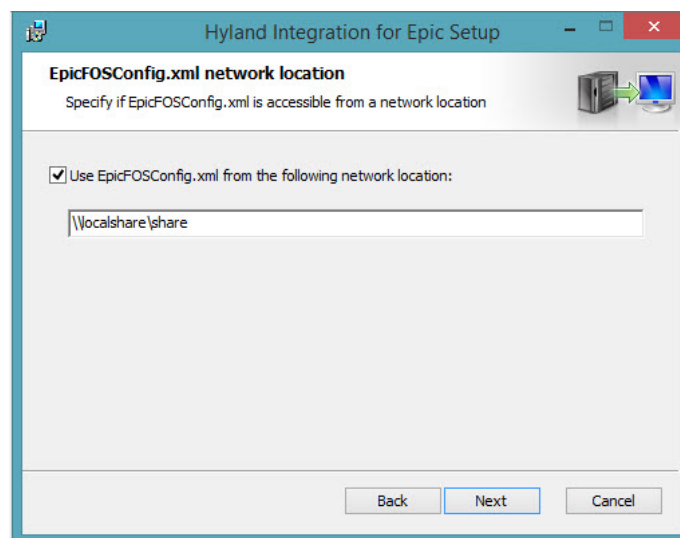 Hyland Integration for Epic Setup
EpicFOSConfig.xml network location
Specify if EpicFOSConfig.xml is accessible from a network location
Use EpicFOSConfig.xml from the following network location:
\\localshare\share
Back Next Cancel